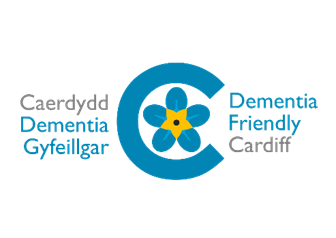 Caerdydd
Dementia
Gyfeillgar
Dementia
Friendly
Cardiff